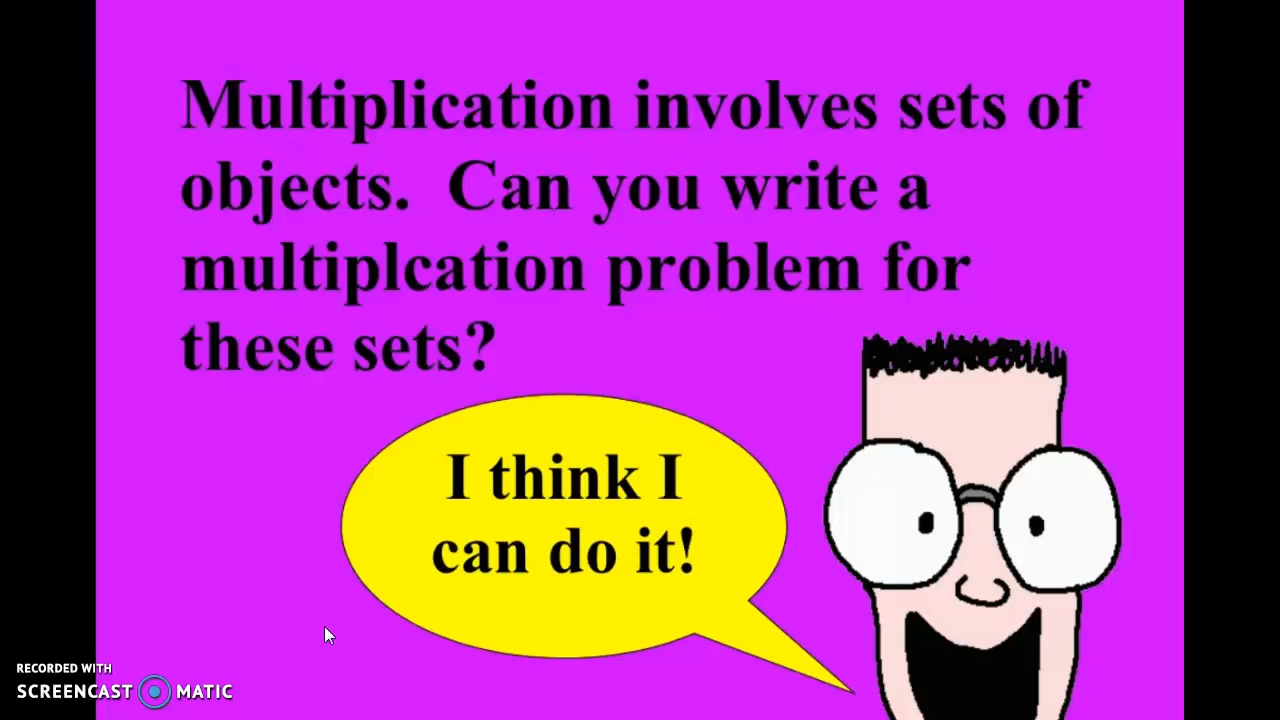 Multiplication involves sets of
objects.  Can you write a
multiplcation problem for
these sets?
I think I
can do it!
RECORDED WITH
SCREENCAST MATIC